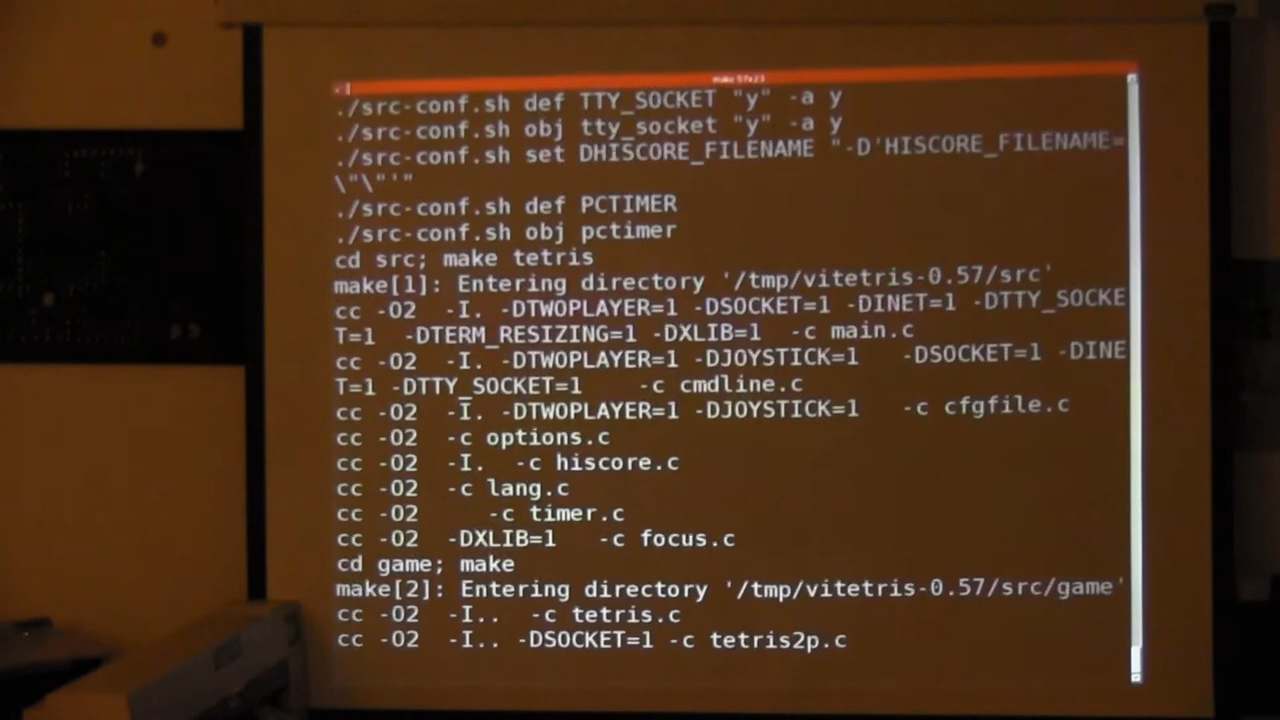 make 57x23
./src-conf.sh def TTY_SOCKET "y" -a y
./src-conf.sh obj tty_socket "y" -a y
./src-conf.sh set DHISCORE_FILENAME "-D'HISCORE_FILENAME=
\"\"'"
./src-conf.sh def PCTIMER
./src-conf.sh obj pctimer
cd src; make tetris
make[1]: Entering directory '/tmp/vitetris-0.57/src'
cc -O2  -I. -DTWOPLAYER=1 -DSOCKET=1 -DINET=1 -DTTY_SOCKE
T=1  -DTERM_RESIZING=1 -DXLIB=1  -c main.c
cc -O2  -I. -DTWOPLAYER=1 -DJOYSTICK=1   -DSOCKET=1 -DINE
T=1 -DTTY_SOCKET=1    -c cmdline.c
cc -O2  -I. -DTWOPLAYER=1 -DJOYSTICK=1   -c cfgfile.c
cc -O2  -c options.c
cc -O2  -I.  -c hiscore.c
cc -O2  -c lang.c
cc -O2     -c timer.c
cc -O2  -DXLIB=1   -c focus.c
cd game; make
make[2]: Entering directory '/tmp/vitetris-0.57/src/game'
cc -O2  -I..  -c tetris.c
cc -O2  -I.. -DSOCKET=1 -c tetris2p.c